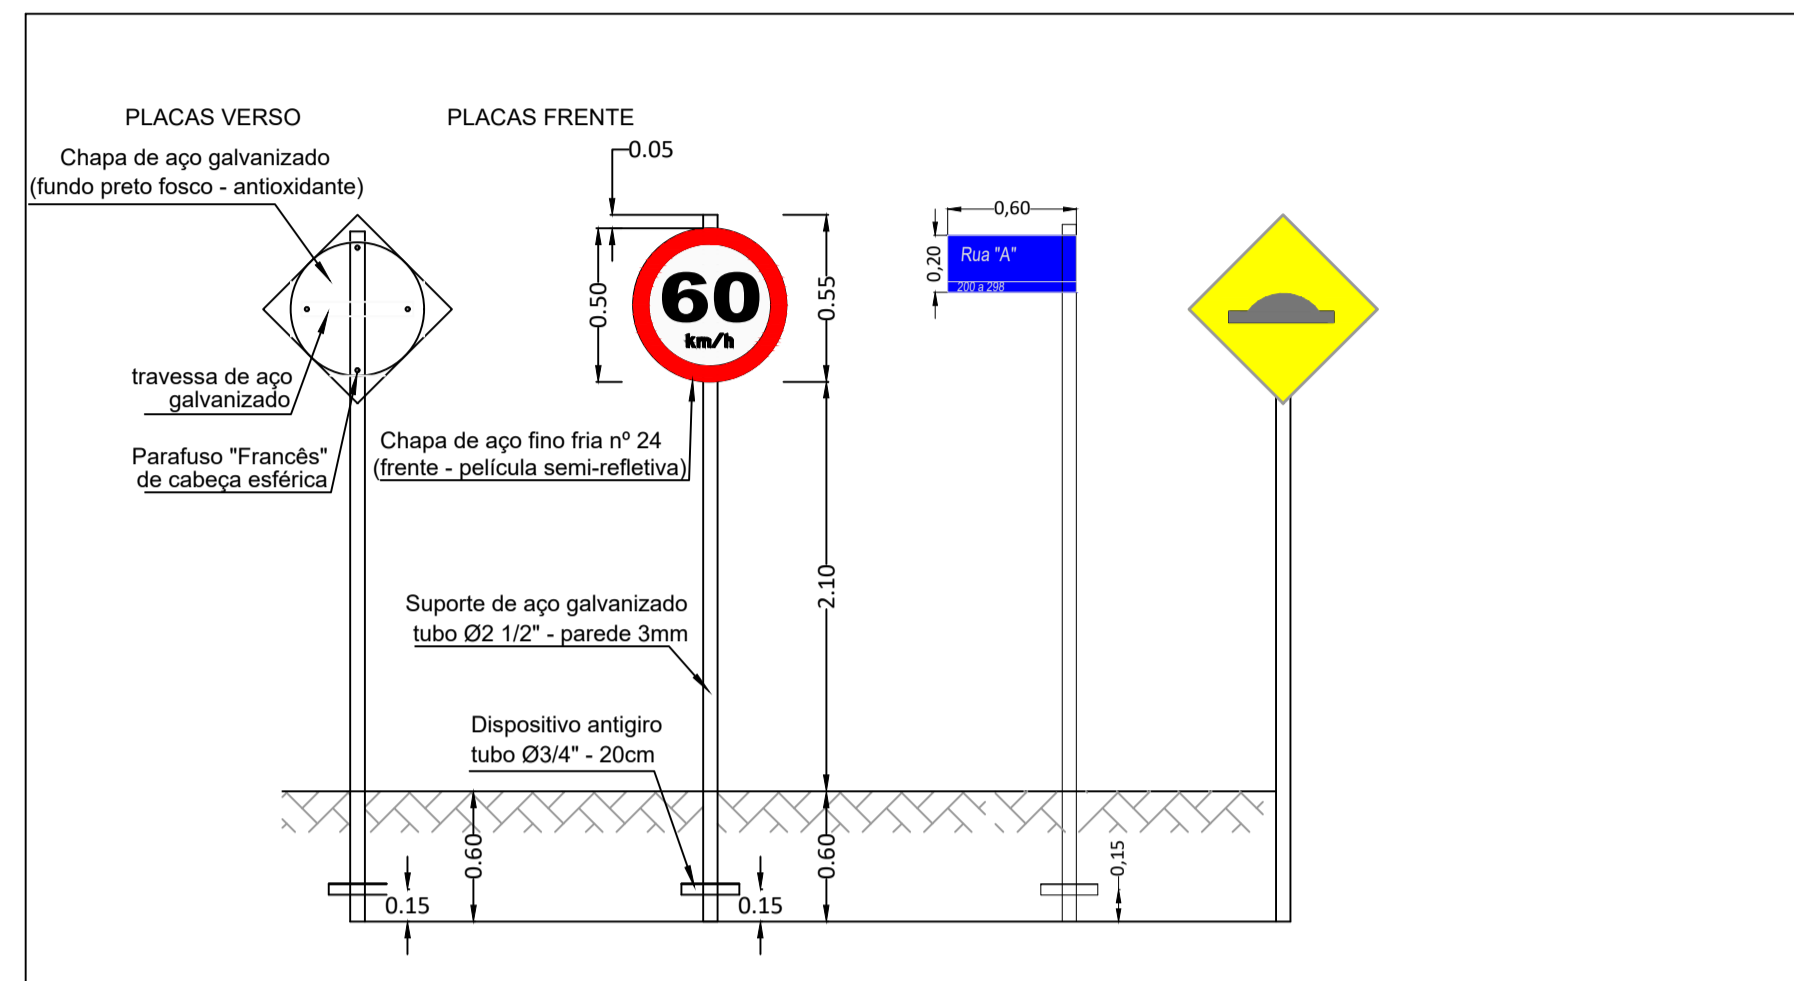 PLACAS VERSO
PLACAS FRENTE
Chapa de aço galvanizado
(fundo preto fosco - antioxidante)
0.05
0,60
0,20
Rua "A"
200 a 298
0.50
60
km/h
0.55
travessa de aço
galvanizado
Parafuso "Francês"
de cabeça esférica
Chapa de aço fino fria nº 24
(frente - película semi-refletiva)
2.10
Suporte de aço galvanizado
tubo Ø2 1/2" - parede 3mm
Dispositivo antigiro
tubo Ø3/4" - 20cm
0.60
0.60
0,15
0.15
0.15